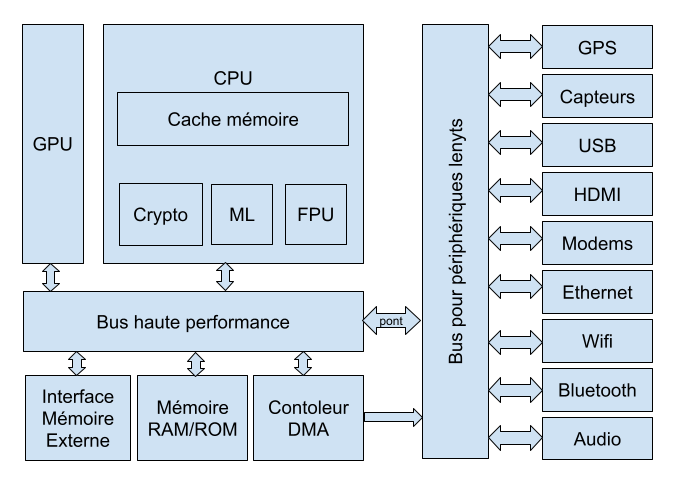 GPU
CPU
Cache mémoire
Crypto
ML
FPU
Bus haute performance
pont
Interface
Mémoire
Externe
Mémoire
RAM/ROM
Contoleur
DMA
Bus pour périphériques lenyts
GPS
Capteurs
USB
HDMI
Modems
Ethernet
Wifi
Bluetooth
Audio